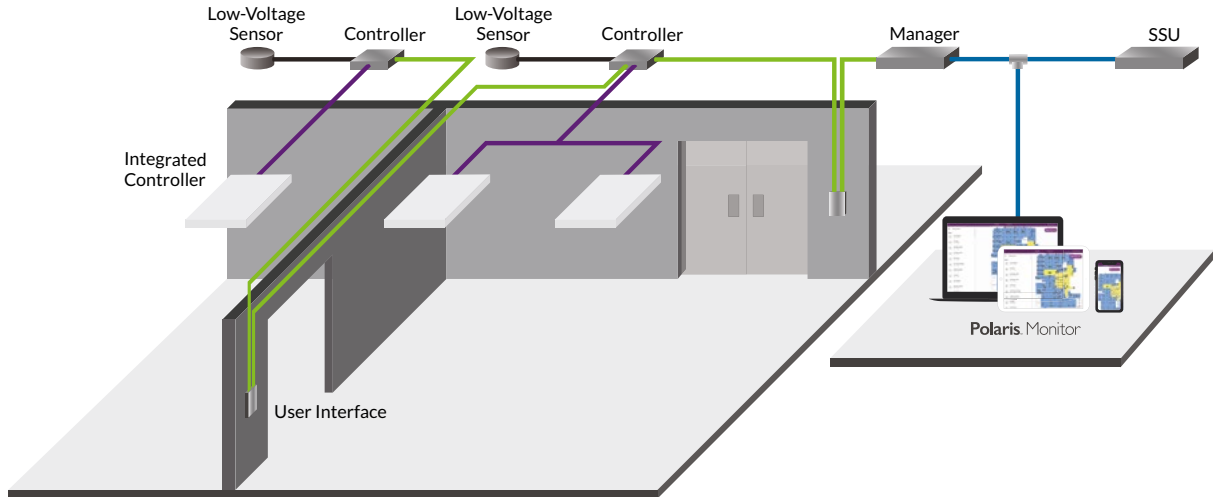 Low-Voltage
Sensor
Controller
Low-Voltage
Sensor
Controller
Manager
SSU
Integrated
Controller
User Interface
Polaris. Monitor